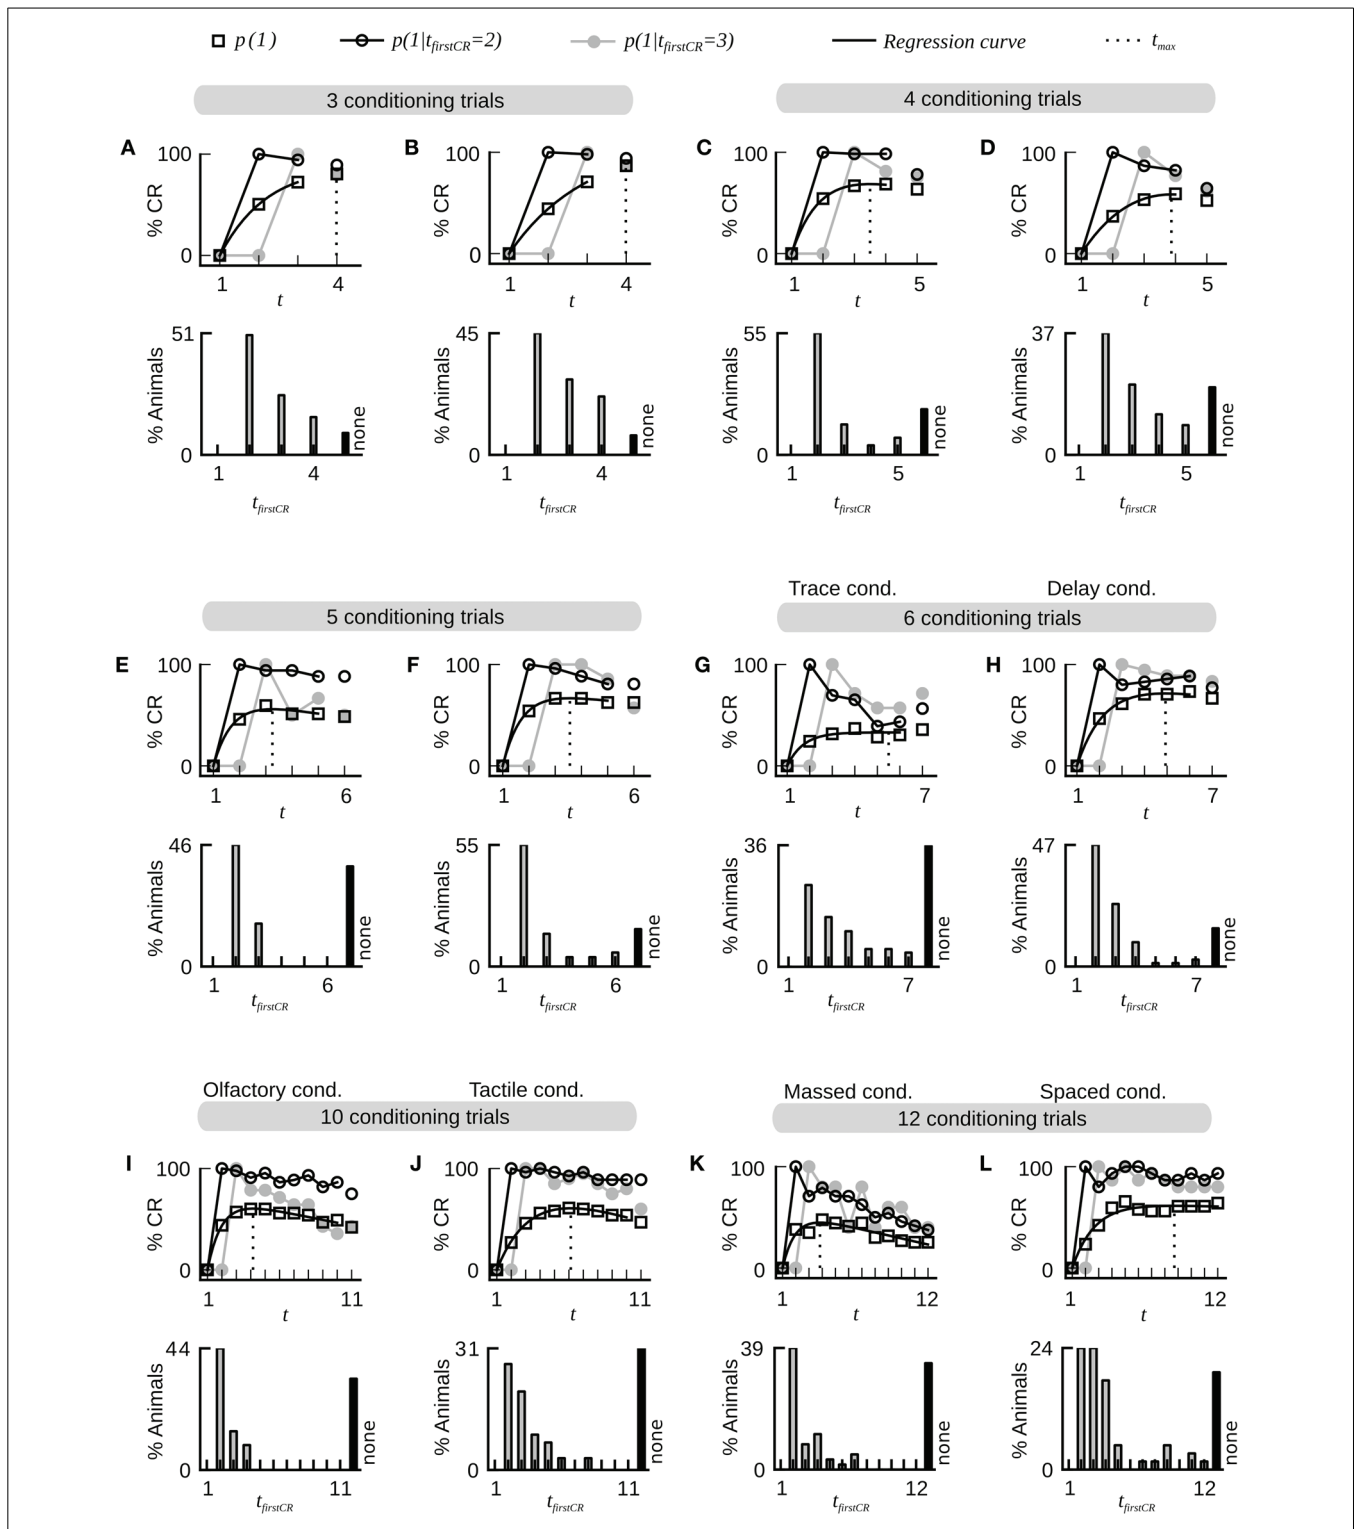 p(1) p(1|tfirstCR=2) p(1|tfirstCR=3) Regression curve tmax
3 conditioning trials 4 conditioning trials
A B C D
100 100 100 100
% CR % CR % CR % CR
0 0 0 0
1 4 1 4 1 5 1 5
t t t t
51 45 55 37
% Animals % Animals % Animals % Animals
none none none none
0 0 0 0
1 4 1 4 1 5 1 5
tfirstCR tfirstCR tfirstCR tfirstCR
Trace cond. Delay cond.
5 conditioning trials 6 conditioning trials
E F G H
100 100 100 100
% CR % CR % CR % CR
0 0 0 0
1 6 1 6 1 7 1 7
t t t t
46 55 36 47
% Animals % Animals % Animals % Animals
none none none none
0 0 0 0
1 6 1 6 1 7 1 7
tfirstCR tfirstCR tfirstCR tfirstCR
Olfactory cond. Tactile cond. Massed cond. Spaced cond.
10 conditioning trials 12 conditioning trials
I J K L
100 100 100 100
% CR % CR % CR % CR
0 0 0 0
1 11 1 11 1 12 1 12
t t t t
44 31 39 24
% Animals % Animals % Animals % Animals
none none none none
0 0 0 0
1 11 1 11 1 12 1 12
tfirstCR tfirstCR tfirstCR tfirstCR